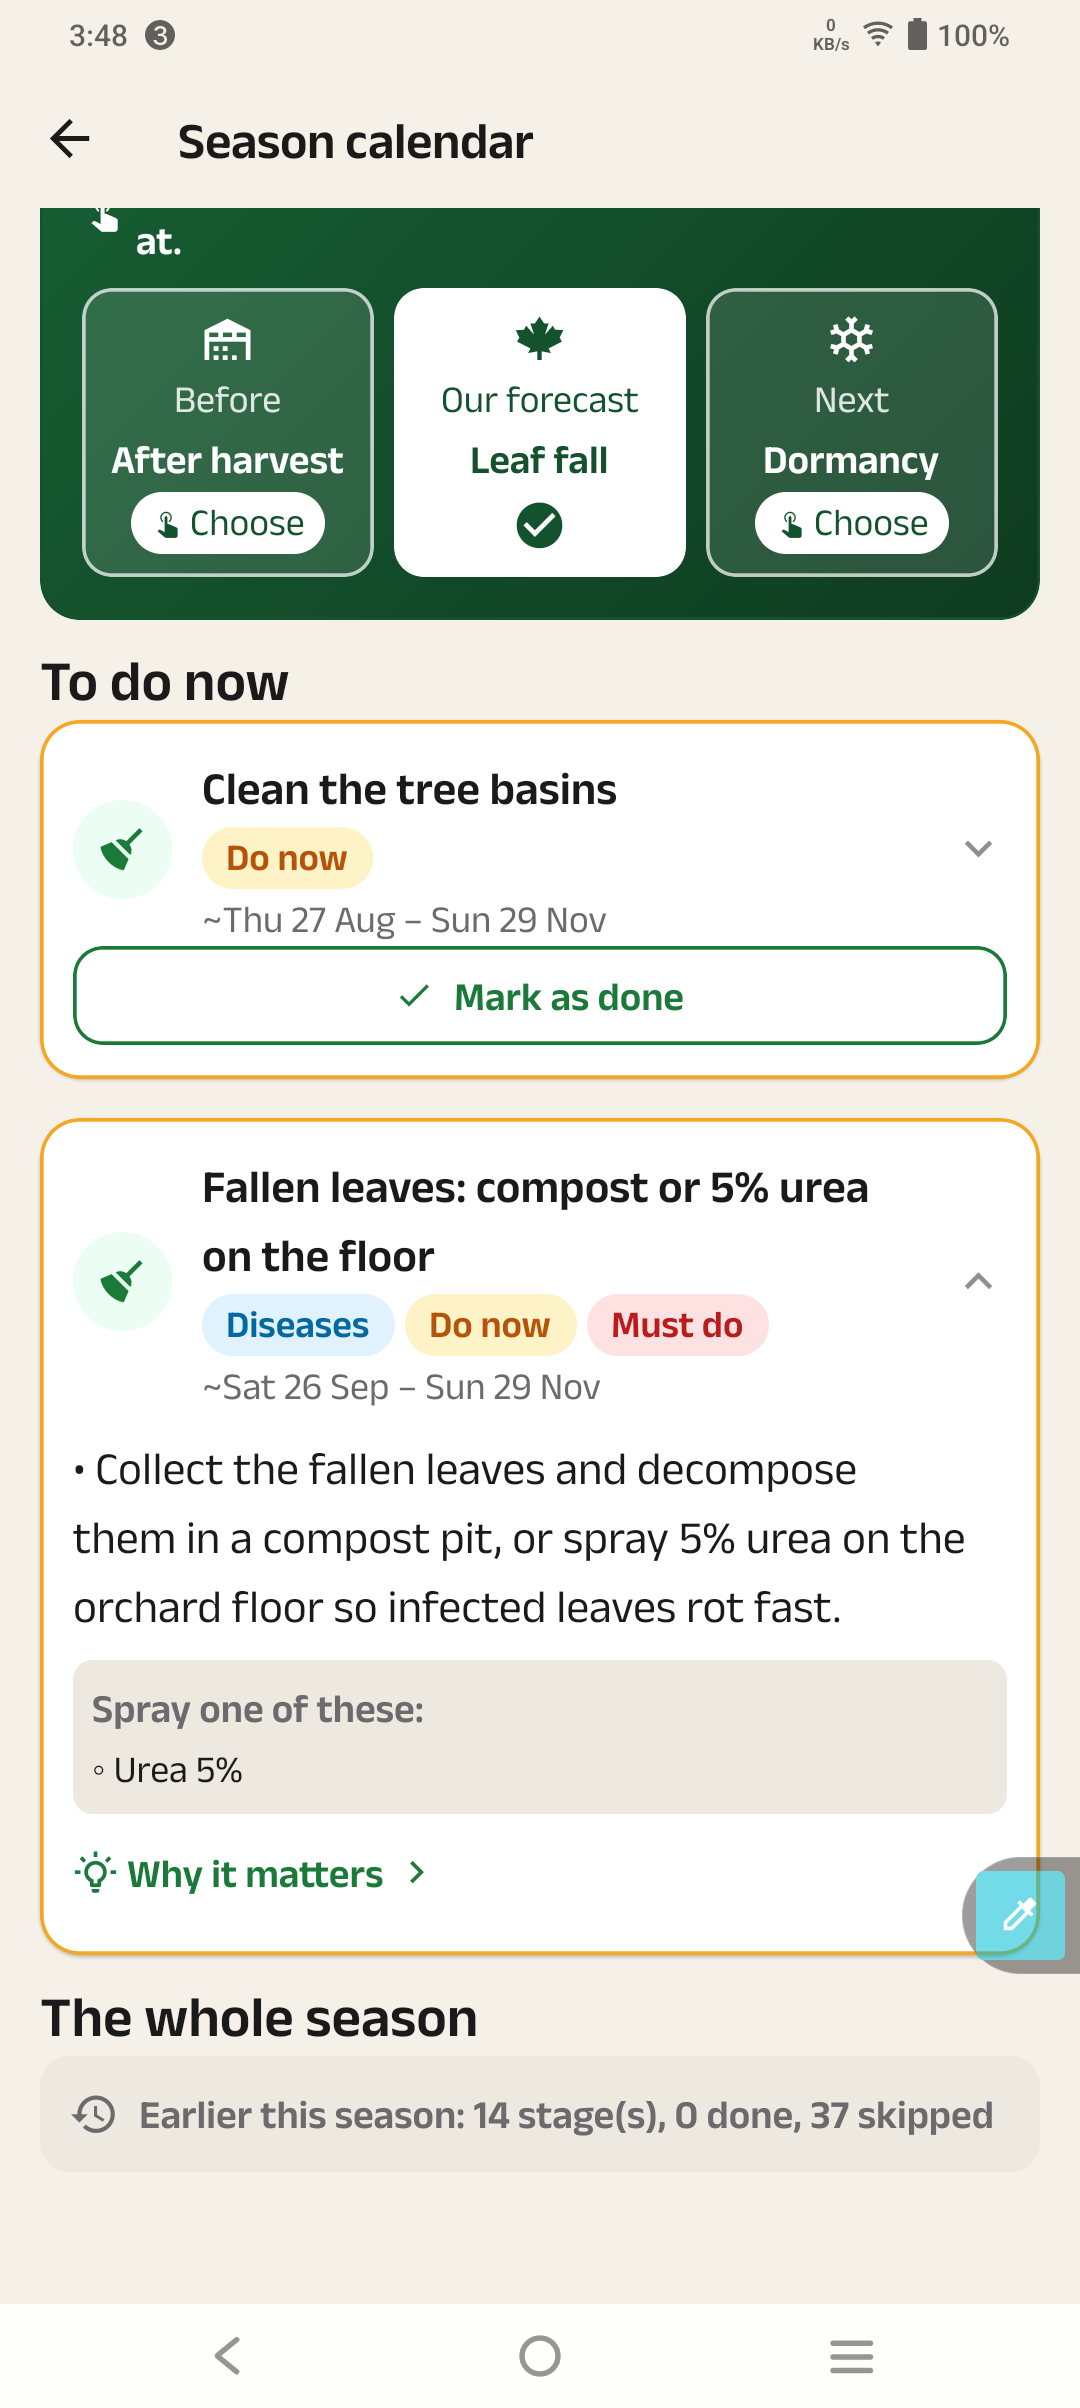 3:48 3 0 KB/s 100%
Season calendar
at.
Before
After harvest
Choose
Our forecast
Leaf fall
Next
Dormancy
Choose
To do now
Clean the tree basins
Do now
~Thu 27 Aug – Sun 29 Nov
Mark as done
Fallen leaves: compost or 5% urea
on the floor
Diseases Do now Must do
~Sat 26 Sep – Sun 29 Nov
• Collect the fallen leaves and decompose
them in a compost pit, or spray 5% urea on the
orchard floor so infected leaves rot fast.
Spray one of these:
◦ Urea 5%
Why it matters
The whole season
Earlier this season: 14 stage(s), 0 done, 37 skipped